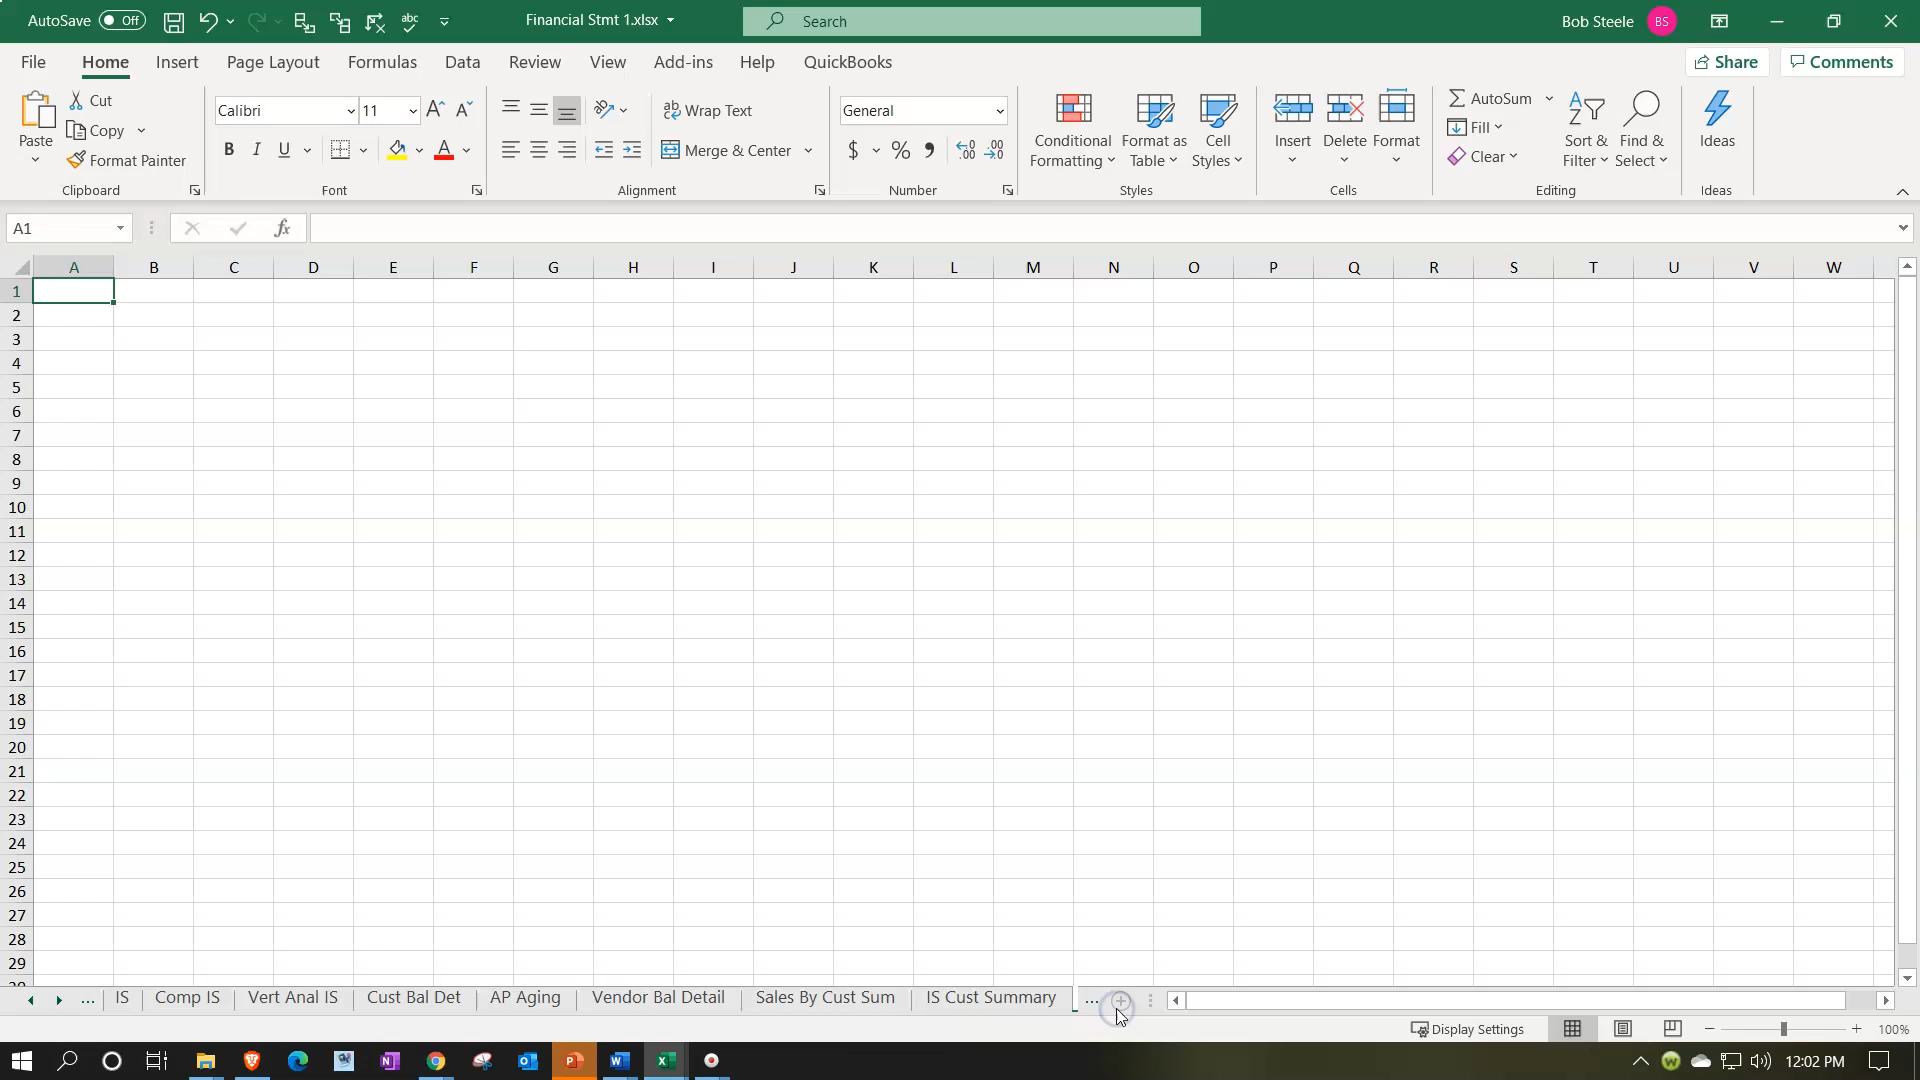 AutoSave Off abc Financial Stmt 1.xlsx Search Bob Steele BS
File Home Insert Page Layout Formulas Data Review View Add-ins Help QuickBooks Share Comments
Paste Cut Copy Format Painter
Calibri 11 A A
B I U A
ab Wrap Text
Merge & Center
General
$ % 9
Conditional Formatting
Format as Table
Cell Styles
Insert Delete Format
AutoSum
Fill
Clear
Sort & Filter
Find & Select
Ideas
Clipboard Font Alignment Number Styles Cells Editing Ideas
A1 fx
A B C D E F G H I J K L M N O P Q R S T U V W
1
2
3
4
5
6
7
8
9
10
11
12
13
14
15
16
17
18
19
20
21
22
23
24
25
26
27
28
29
... IS Comp IS Vert Anal IS Cust Bal Det AP Aging Vendor Bal Detail Sales By Cust Sum IS Cust Summary ...
Display Settings 100%
12:02 PM